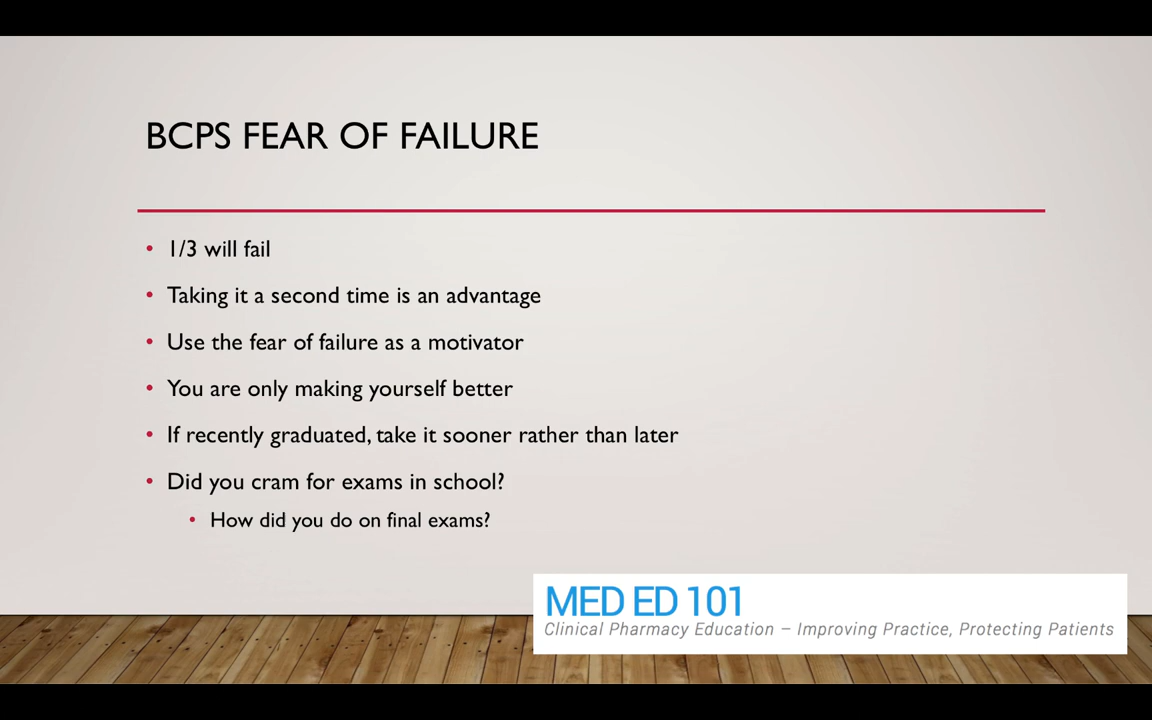 BCPS FEAR OF FAILURE
• 1/3 will fail
• Taking it a second time is an advantage
• Use the fear of failure as a motivator
• You are only making yourself better
• If recently graduated, take it sooner rather than later
• Did you cram for exams in school?
• How did you do on final exams?
MED ED 101
Clinical Pharmacy Education – Improving Practice, Protecting Patients